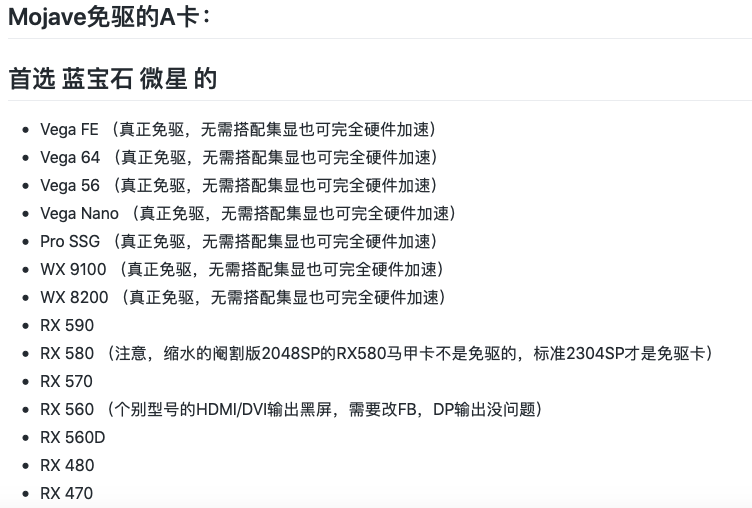 Mojave免驱的A卡：
首选 蓝宝石 微星 的
Vega FE （真正免驱，无需搭配集显也可完全硬件加速）
Vega 64 （真正免驱，无需搭配集显也可完全硬件加速）
Vega 56 （真正免驱，无需搭配集显也可完全硬件加速）
Vega Nano （真正免驱，无需搭配集显也可完全硬件加速）
Pro SSG （真正免驱，无需搭配集显也可完全硬件加速）
WX 9100 （真正免驱，无需搭配集显也可完全硬件加速）
WX 8200 （真正免驱，无需搭配集显也可完全硬件加速）
RX 590
RX 580 （注意，缩水的阉割版2048SP的RX580马甲卡不是免驱的，标准2304SP才是免驱卡）
RX 570
RX 560 （个别型号的HDMI/DVI输出黑屏，需要改FB，DP输出没问题）
RX 560D
RX 480
RX 470